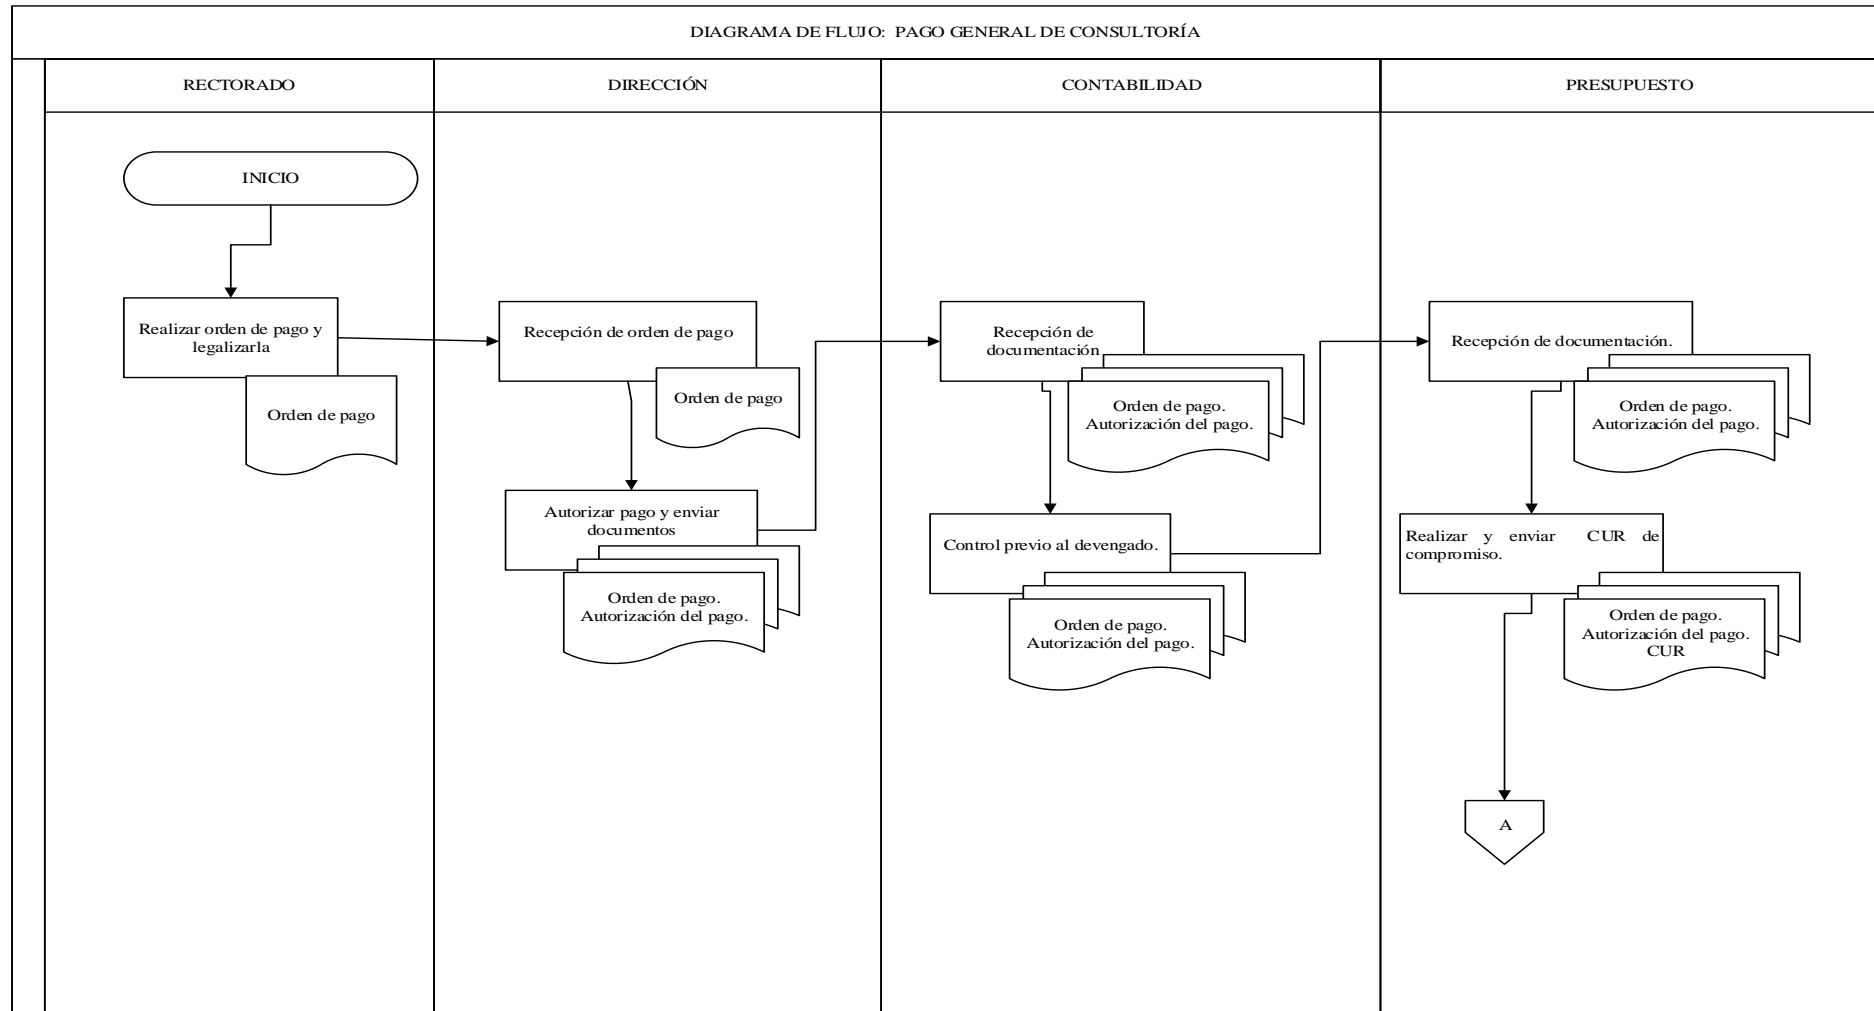 DIAGRAMA DE FLUJO: PAGO GENERAL DE CONSULTORÍA
RECTORADO
DIRECCIÓN
CONTABILIDAD
PRESUPUESTO
INICIO
Realizar orden de pago y
legalizarla
Orden de pago
Recepción de orden de pago
Orden de pago
Autorizar pago y enviar
documentos
Orden de pago.
Autorización del pago.
Recepción de
documentación
Orden de pago.
Autorización del pago.
Control previo al devengado.
Orden de pago.
Autorización del pago.
Recepción de documentación.
Orden de pago.
Autorización del pago.
Realizar y enviar CUR de
compromiso.
Orden de pago.
Autorización del pago.
CUR
A